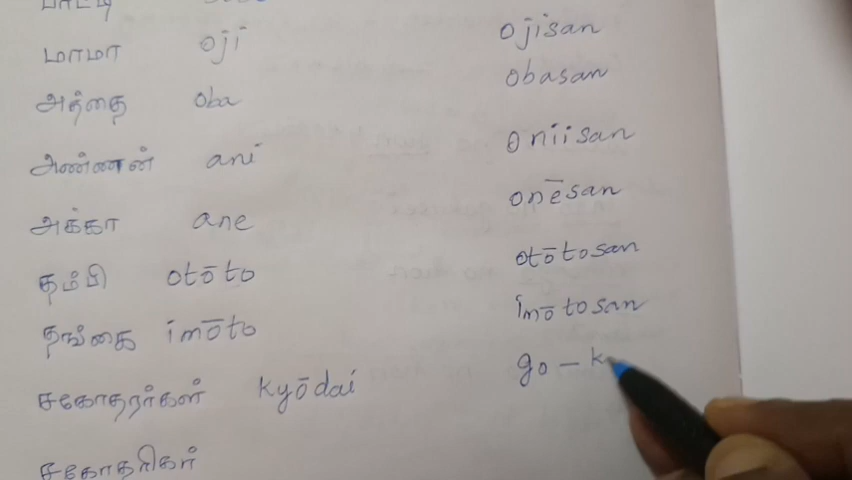 மாமா oji ojisan
அத்தை oba obasan
அண்ணன் ani oniisan
அக்கா ane onēsan
தம்பி otōto otōtosan
தங்கை imōto imōtosan
சகோதரர்கள் kyōdai go - k
சகோதரிகள்